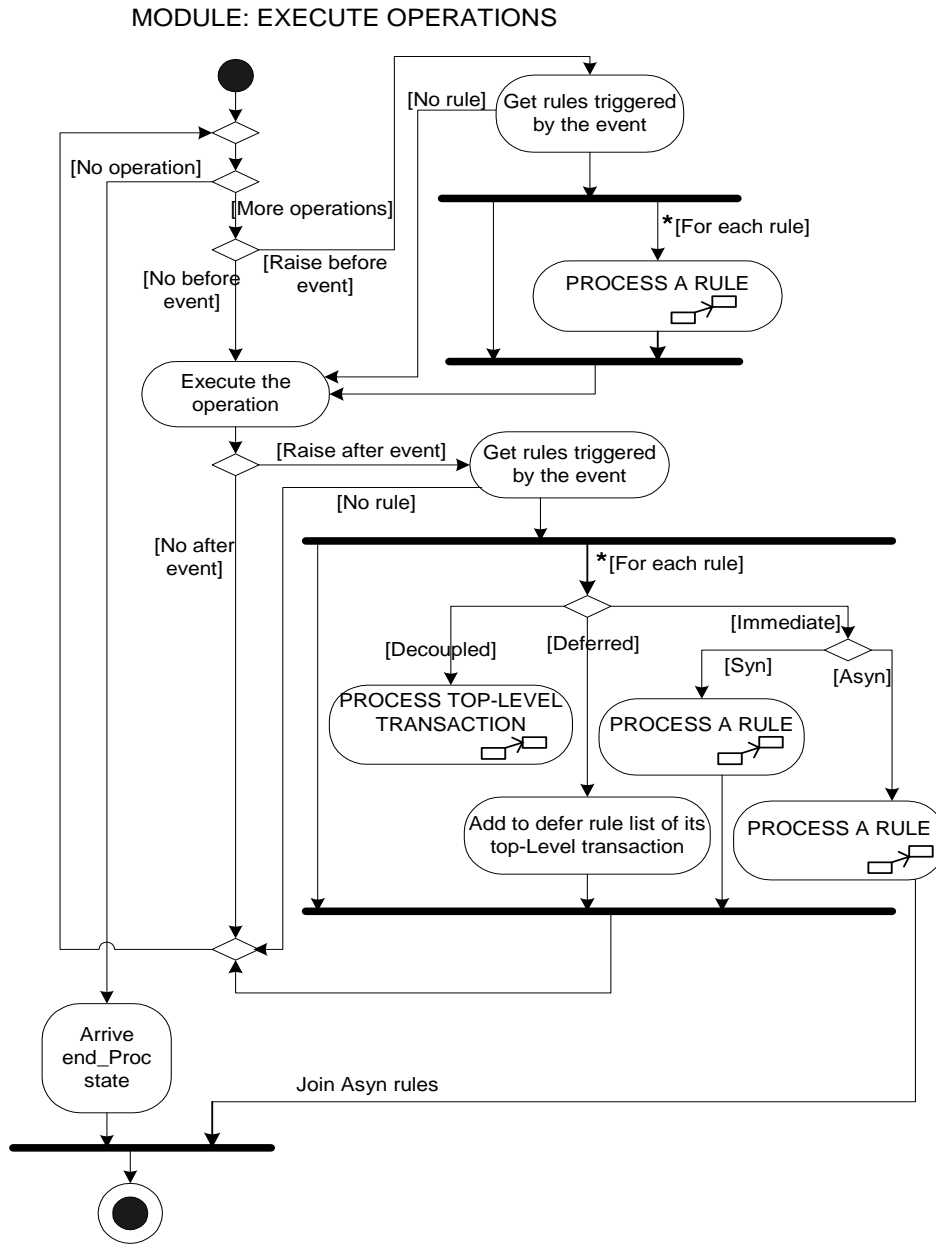 MODULE: EXECUTE OPERATIONS
[No rule]
Get rules triggered
by the event
[No operation]
[More operations]
*[For each rule]
[No before
event]
[Raise before
event]
PROCESS A RULE
Execute the
operation
[Raise after event]
Get rules triggered
by the event
[No rule]
[No after
event]
*[For each rule]
[Immediate]
[Decoupled]
[Deferred]
[Syn]
[Asyn]
PROCESS TOP-LEVEL
TRANSACTION
PROCESS A RULE
Add to defer rule list of its
top-Level transaction
PROCESS A RULE
Arrive
end_Proc
state
Join Asyn rules